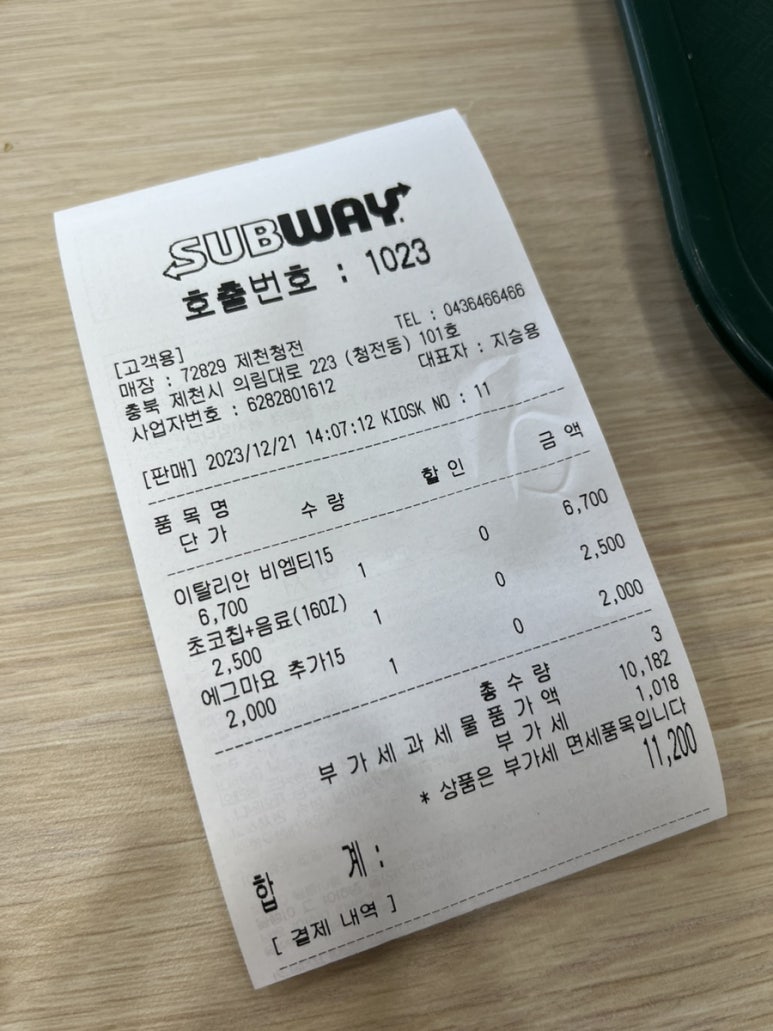 SUBWAY
호출번호 : 1023
[고객용] TEL : 0436466466
매장 : 72829 제천청전
충북 제천시 의림대로 223 (청전동) 101호
사업자번호 : 6282801612 대표자 : 지승용
[판매] 2023/12/21 14:07:12 KIOSK NO : 11
품 목 명 수 량 할 인 금 액
단 가
이탈리안 비엠티15
6,700 1 0 6,700
초코칩+음료(16OZ)
2,500 1 0 2,500
에그마요 추가15
2,000 1 0 2,000
총 수 량 3
부 가 세 과 세 물 품 가 액 10,182
부 가 세 1,018
* 상품은 부가세 면세품목입니다
합 계 : 11,200
[ 결제 내역 ]